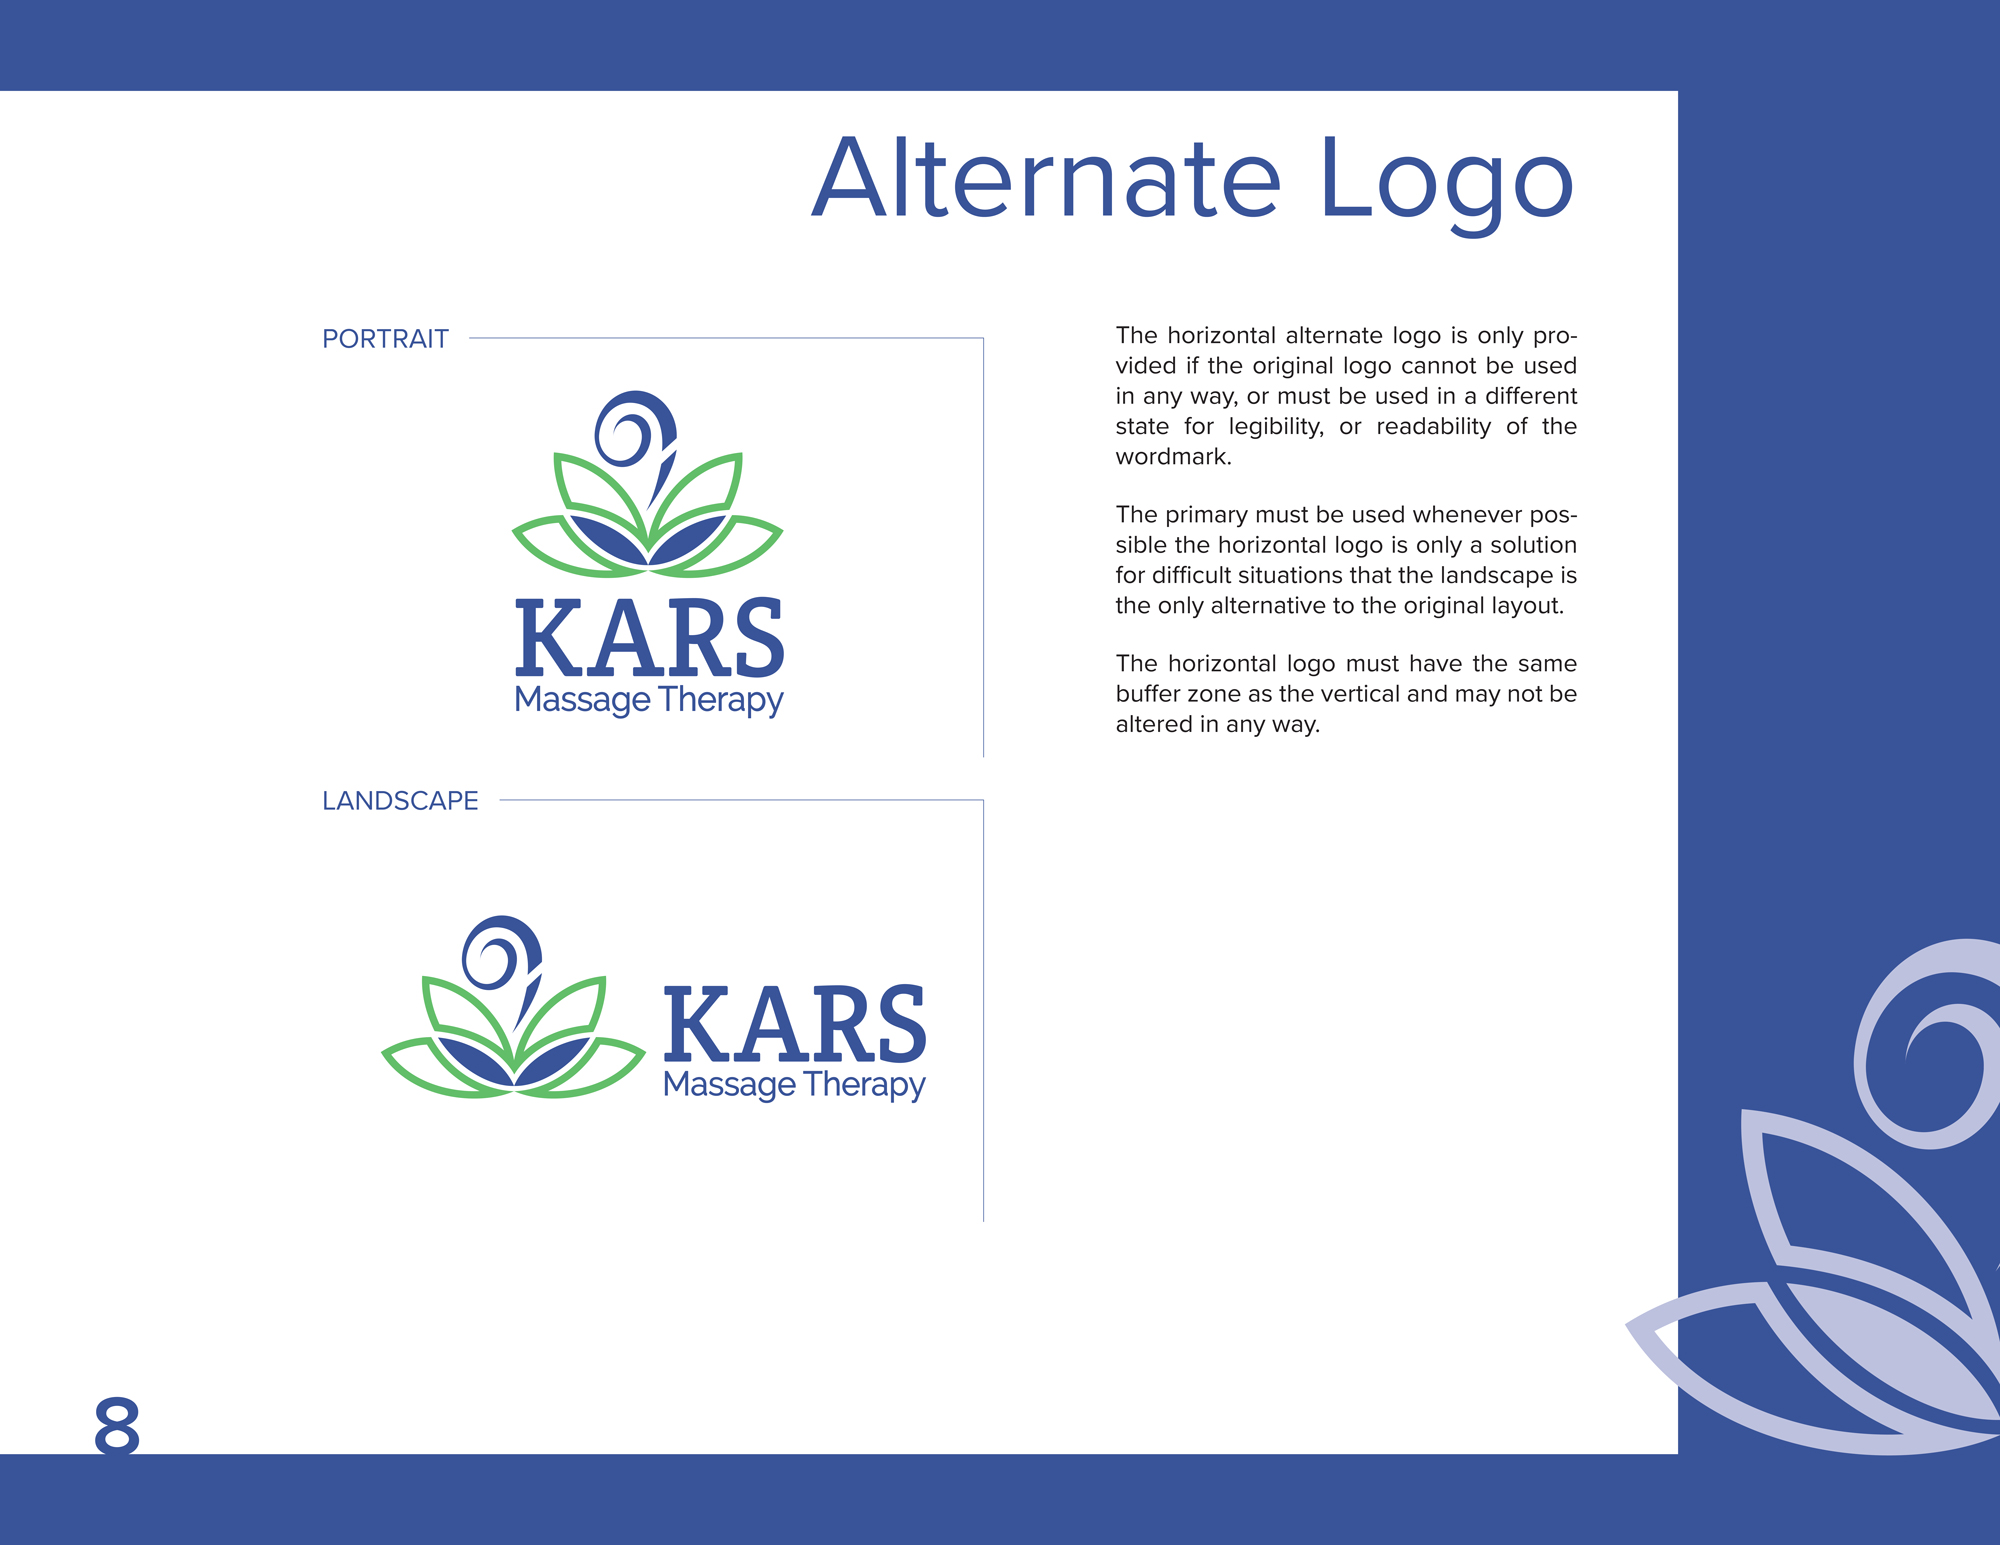 Alternate Logo
PORTRAIT
KARS
Massage Therapy
LANDSCAPE
KARS
Massage Therapy
The horizontal alternate logo is only pro-
vided if the original logo cannot be used
in any way, or must be used in a different
state for legibility, or readability of the
wordmark.
The primary must be used whenever pos-
sible the horizontal logo is only a solution
for difficult situations that the landscape is
the only alternative to the original layout.
The horizontal logo must have the same
buffer zone as the vertical and may not be
altered in any way.
8